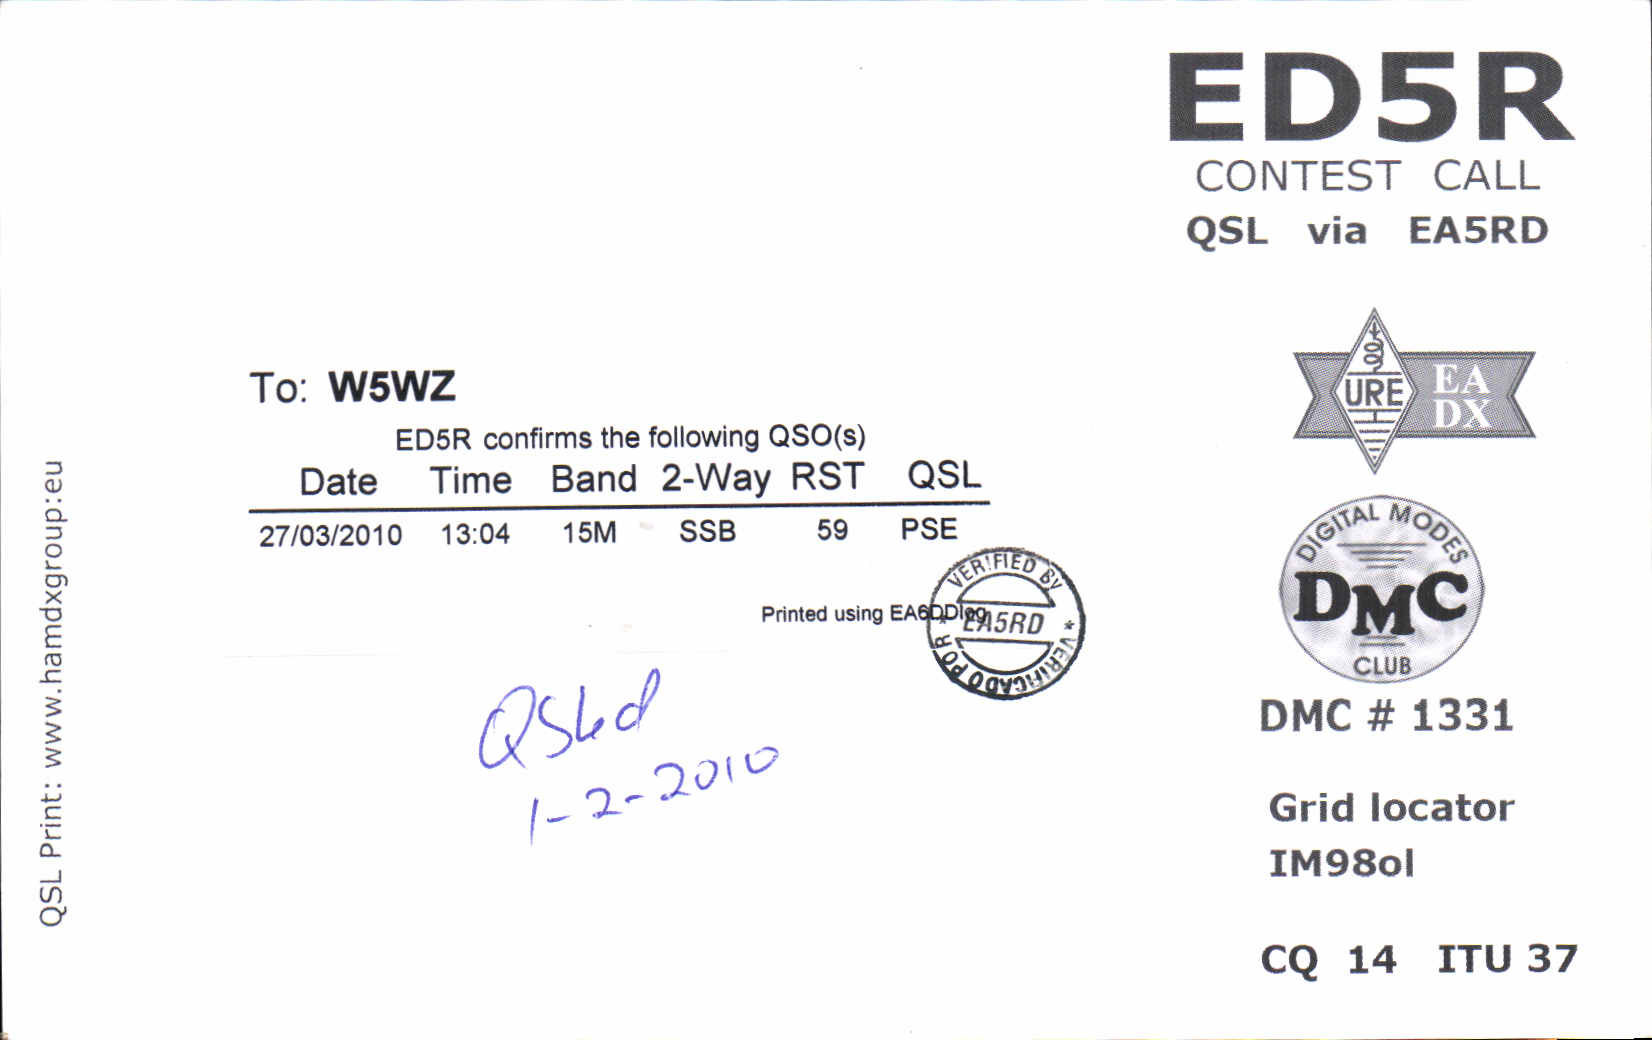 ED5R
CONTEST CALL
QSL via EA5RD
URE EA DX
To: W5WZ
ED5R confirms the following QSO(s)
Date Time Band 2-Way RST QSL
27/03/2010 13:04 15M SSB 59 PSE
Printed using EA6DDlog
VERIFIED BY
* EA5RD *
VERIFICADO POR
QSLd
1-2-2010
DIGITAL MODES
DMC
CLUB
DMC # 1331
Grid locator
IM98ol
CQ 14 ITU 37
QSL Print: www.hamdxgroup:eu